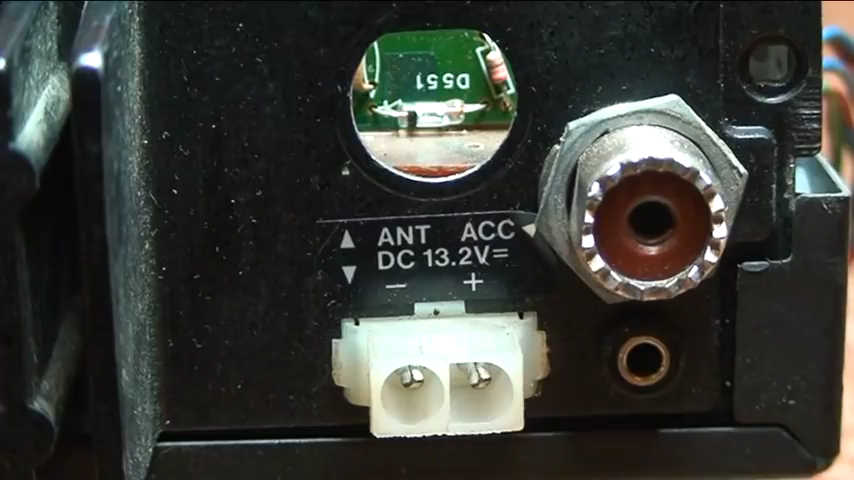 D551
▲ ANT ACC ◀
▼ DC 13.2V⎓
— +